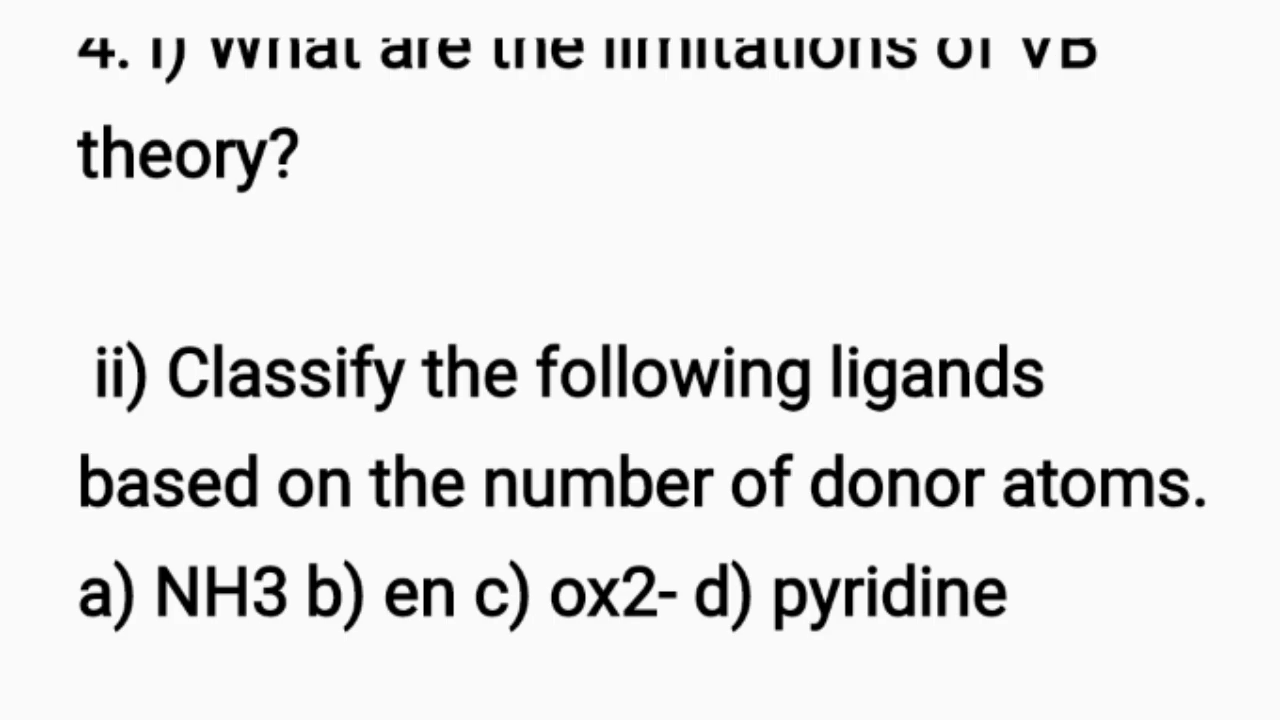 4. i) What are the limitations of VB
theory?
ii) Classify the following ligands
based on the number of donor atoms.
a) NH3 b) en c) ox2- d) pyridine